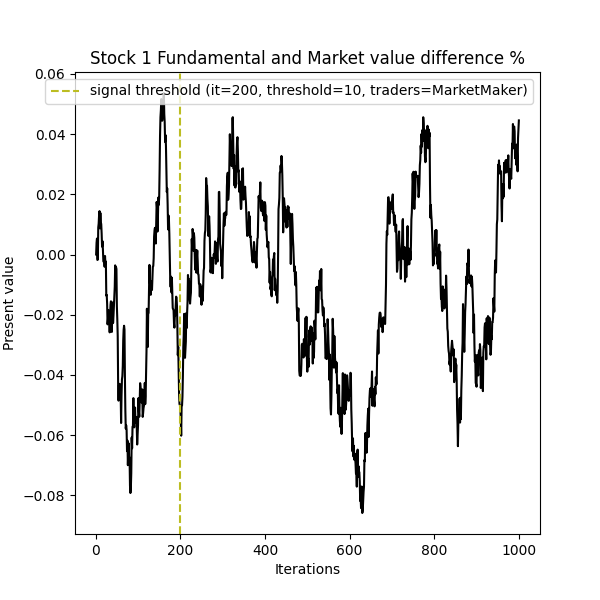 Stock 1 Fundamental and Market value difference %
signal threshold (it=200, threshold=10, traders=MarketMaker)
0.06
0.04
0.02
0.00
−0.02
−0.04
−0.06
−0.08
Present value
0 200 400 600 800 1000
Iterations